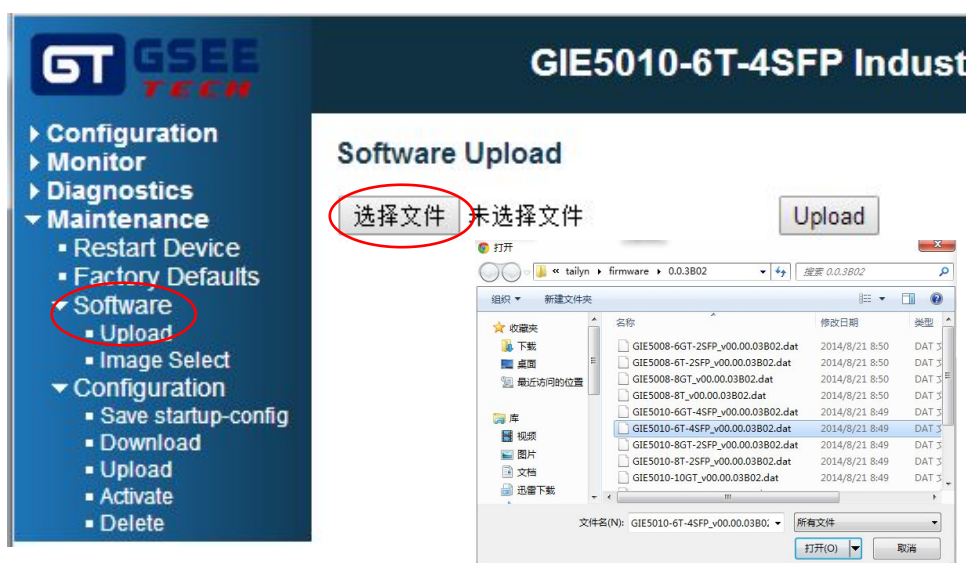 GT GSEE TECH
GIE5010-6T-4SFP Indust
Configuration
Monitor
Diagnostics
Maintenance
Restart Device
Factory Defaults
Software
Upload
Image Select
Configuration
Save startup-config
Download
Upload
Activate
Delete
Software Upload
选择文件 未选择文件 Upload
打开
« tailyn firmware 0.0.3B02 搜索 0.0.3B02
组织 新建文件夹
收藏夹
下载
桌面
最近访问的位置
库
视频
图片
文档
迅雷下载
名称 修改日期 类型
GIE5008-6GT-2SFP_v00.00.03B02.dat 2014/8/21 8:50 DAT
GIE5008-6T-2SFP_v00.00.03B02.dat 2014/8/21 8:50 DAT
GIE5008-8GT_v00.00.03B02.dat 2014/8/21 8:50 DAT
GIE5008-8T_v00.00.03B02.dat 2014/8/21 8:50 DAT
GIE5010-6GT-4SFP_v00.00.03B02.dat 2014/8/21 8:49 DAT
GIE5010-6T-4SFP_v00.00.03B02.dat 2014/8/21 8:49 DAT
GIE5010-8GT-2SFP_v00.00.03B02.dat 2014/8/21 8:49 DAT
GIE5010-8T-2SFP_v00.00.03B02.dat 2014/8/21 8:49 DAT
GIE5010-10GT_v00.00.03B02.dat 2014/8/21 8:49 DAT
文件名(N): GIE5010-6T-4SFP_v00.00.03B02 所有文件
打开(O) 取消